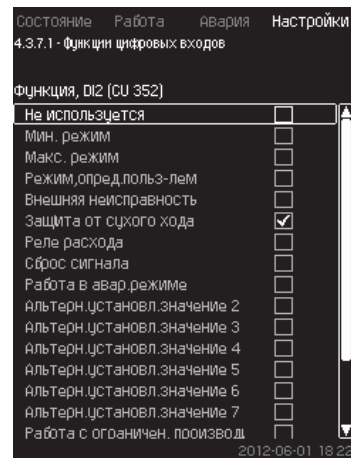 Состояние Работа Авария Настройки
4.3.7.1 - Функции цифровых входов
Функция, DI2 (CU 352)
Не используется
Мин. режим
Макс. режим
Режим,опред.польз-лем
Внешняя неисправность
Защита от сухого хода
Реле расхода
Сброс сигнала
Работа в авар.режиме
Альтерн.установл.значение 2
Альтерн.установл.значение 3
Альтерн.установл.значение 4
Альтерн.установл.значение 5
Альтерн.установл.значение 6
Альтерн.установл.значение 7
Работа с ограничен. производ
2012-06-01 18:22